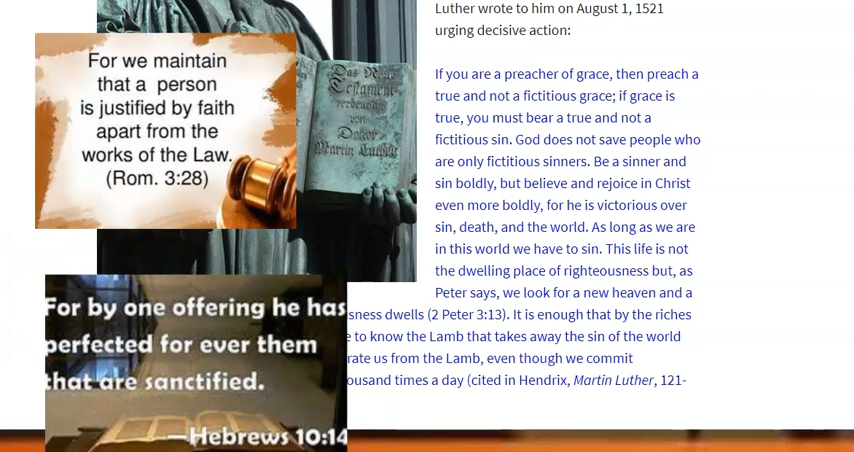 Luther wrote to him on August 1, 1521
urging decisive action:
If you are a preacher of grace, then preach a
true and not a fictitious grace; if grace is
true, you must bear a true and not a
fictitious sin. God does not save people who
are only fictitious sinners. Be a sinner and
sin boldly, but believe and rejoice in Christ
even more boldly, for he is victorious over
sin, death, and the world. As long as we are
in this world we have to sin. This life is not
the dwelling place of righteousness but, as
Peter says, we look for a new heaven and a
sness dwells (2 Peter 3:13). It is enough that by the riches
e to know the Lamb that takes away the sin of the world
rate us from the Lamb, even though we commit
ousand times a day (cited in Hendrix, Martin Luther, 121-
For we maintain
that a person
is justified by faith
apart from the
works of the Law.
(Rom. 3:28)
Das Neue
Testament
von
Doktor
Martin Luther
For by one offering he has
perfected for ever them
that are sanctified.
—Hebrews 10:14